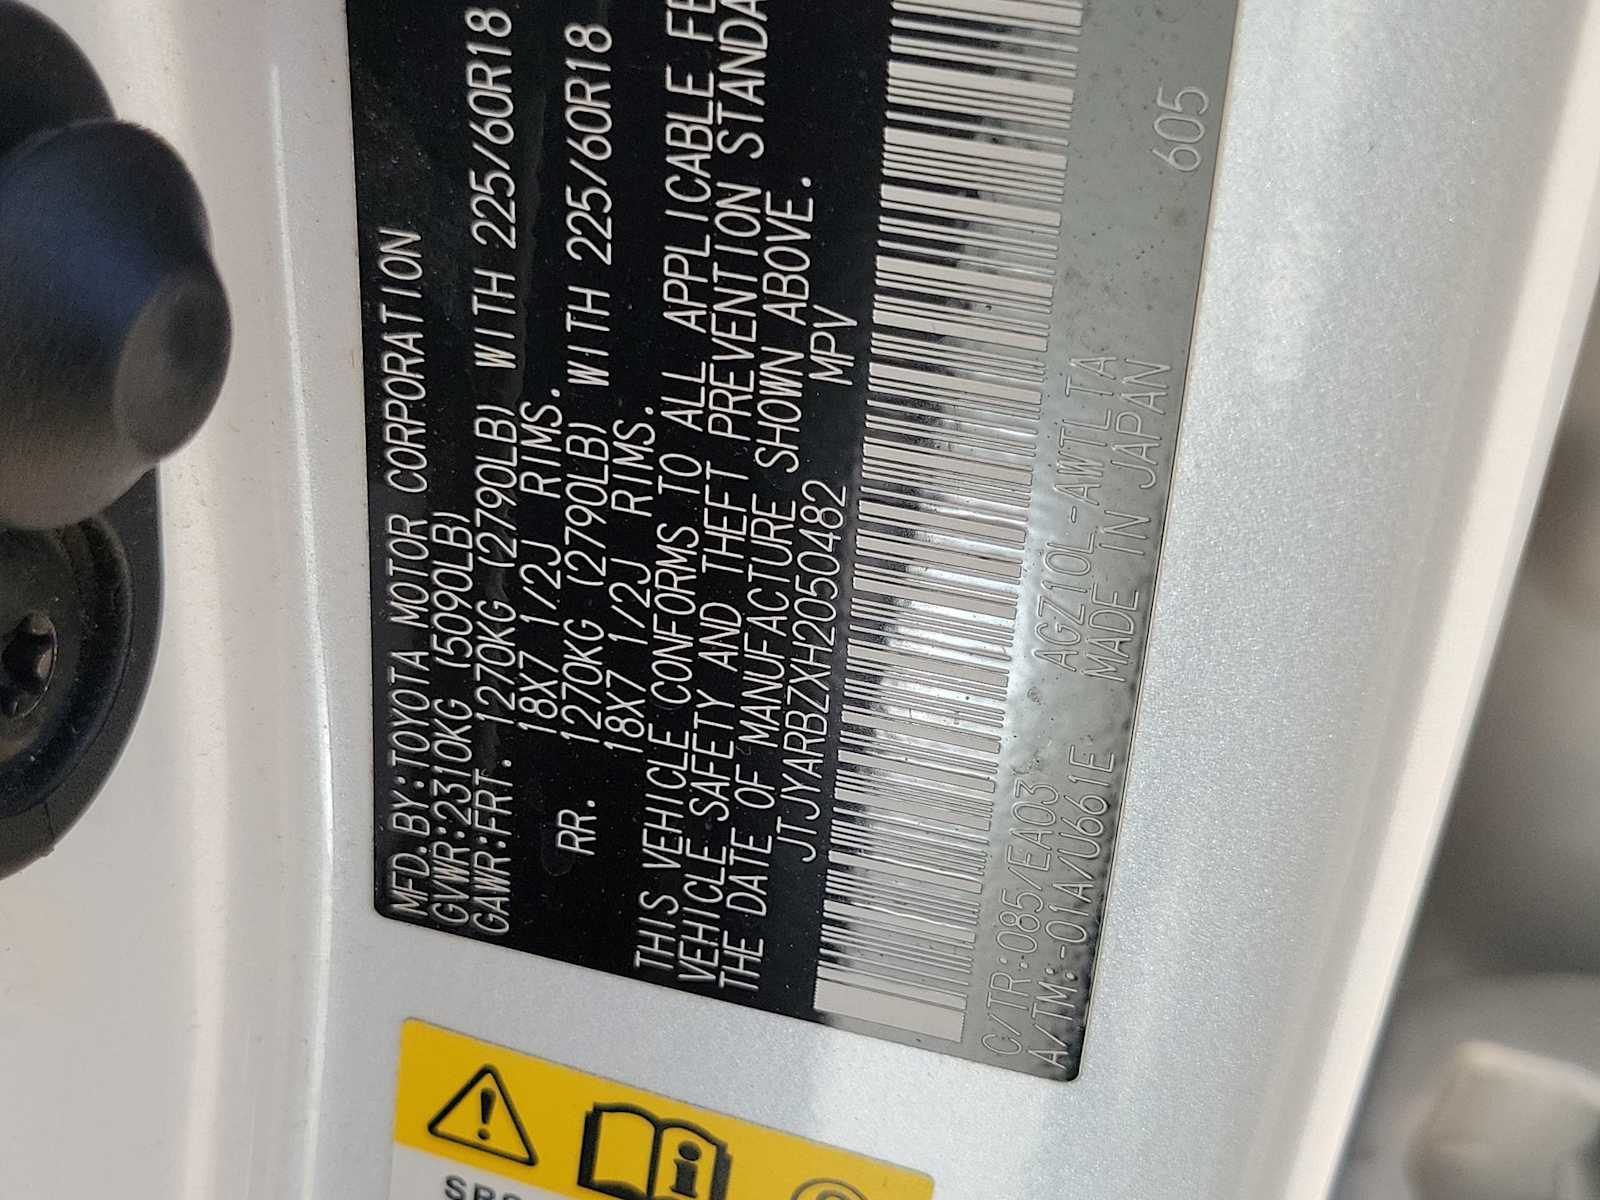 MFD.BY:TOYOTA MOTOR CORPORATION
GVWR:2310KG (5090LB)
GAWR:FRT. 1270KG (2790LB) WITH 225/60R18
18X7 1/2J RIMS.
RR. 1270KG (2790LB) WITH 225/60R18
18X7 1/2J RIMS.
THIS VEHICLE CONFORMS TO ALL APPLICABLE FE
VEHICLE SAFETY AND THEFT PREVENTION STANDA
THE DATE OF MANUFACTURE SHOWN ABOVE.
JTJYARBZXH2050482 MPV
C/TR:085/EA03 AGZ10L-AWTLTA 605
A/TM:-01A/U661E MADE IN JAPAN
SRS